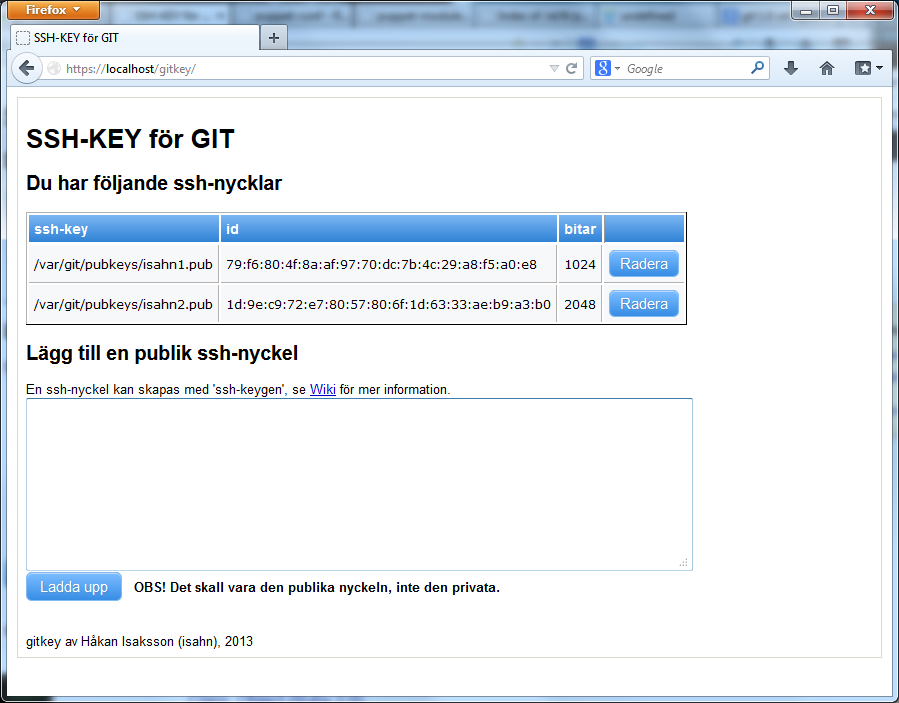 Firefox
SSH-KEY för GIT
https://localhost/gitkey/
Google
SSH-KEY för GIT
Du har följande ssh-nycklar
ssh-key id bitar
/var/git/pubkeys/isahn1.pub 79:f6:80:4f:8a:af:97:70:dc:7b:4c:29:a8:f5:a0:e8 1024 Radera
/var/git/pubkeys/isahn2.pub 1d:9e:c9:72:e7:80:57:80:6f:1d:63:33:ae:b9:a3:b0 2048 Radera
Lägg till en publik ssh-nyckel
En ssh-nyckel kan skapas med 'ssh-keygen', se Wiki för mer information.
Ladda upp OBS! Det skall vara den publika nyckeln, inte den privata.
gitkey av Håkan Isaksson (isahn), 2013